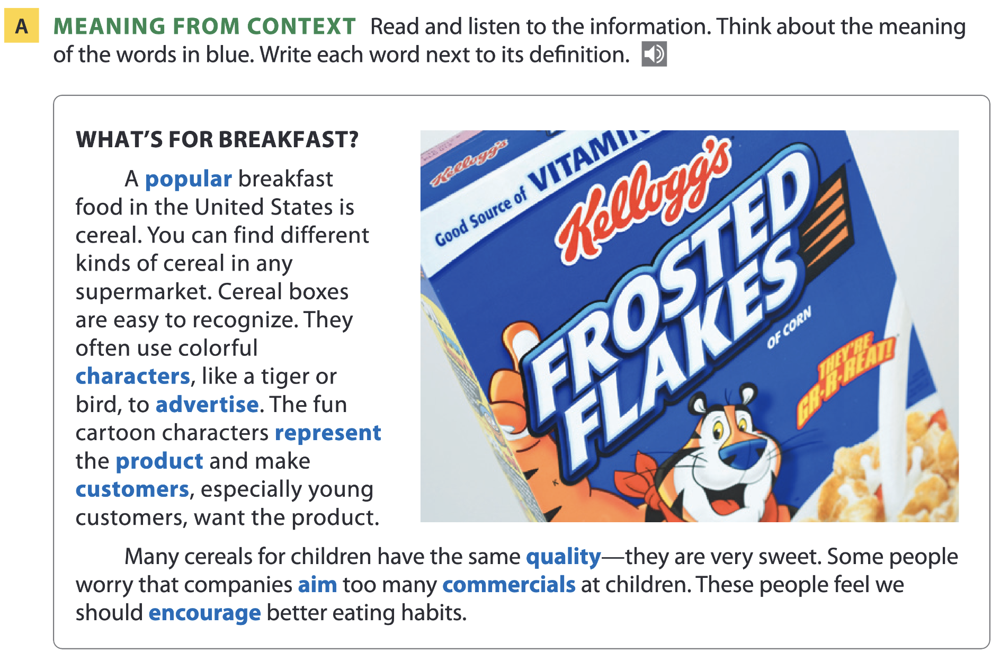 A MEANING FROM CONTEXT Read and listen to the information. Think about the meaning
of the words in blue. Write each word next to its definition.
WHAT'S FOR BREAKFAST?
A popular breakfast
food in the United States is
cereal. You can find different
kinds of cereal in any
supermarket. Cereal boxes
are easy to recognize. They
often use colorful
characters, like a tiger or
bird, to advertise. The fun
cartoon characters represent
the product and make
customers, especially young
customers, want the product.
Kellogg's
Good Source of
Kellogg's
FROSTED
FLAKES
OF CORN
THEY'RE
GR-R-REAT!
K
Many cereals for children have the same quality—they are very sweet. Some people
worry that companies aim too many commercials at children. These people feel we
should encourage better eating habits.